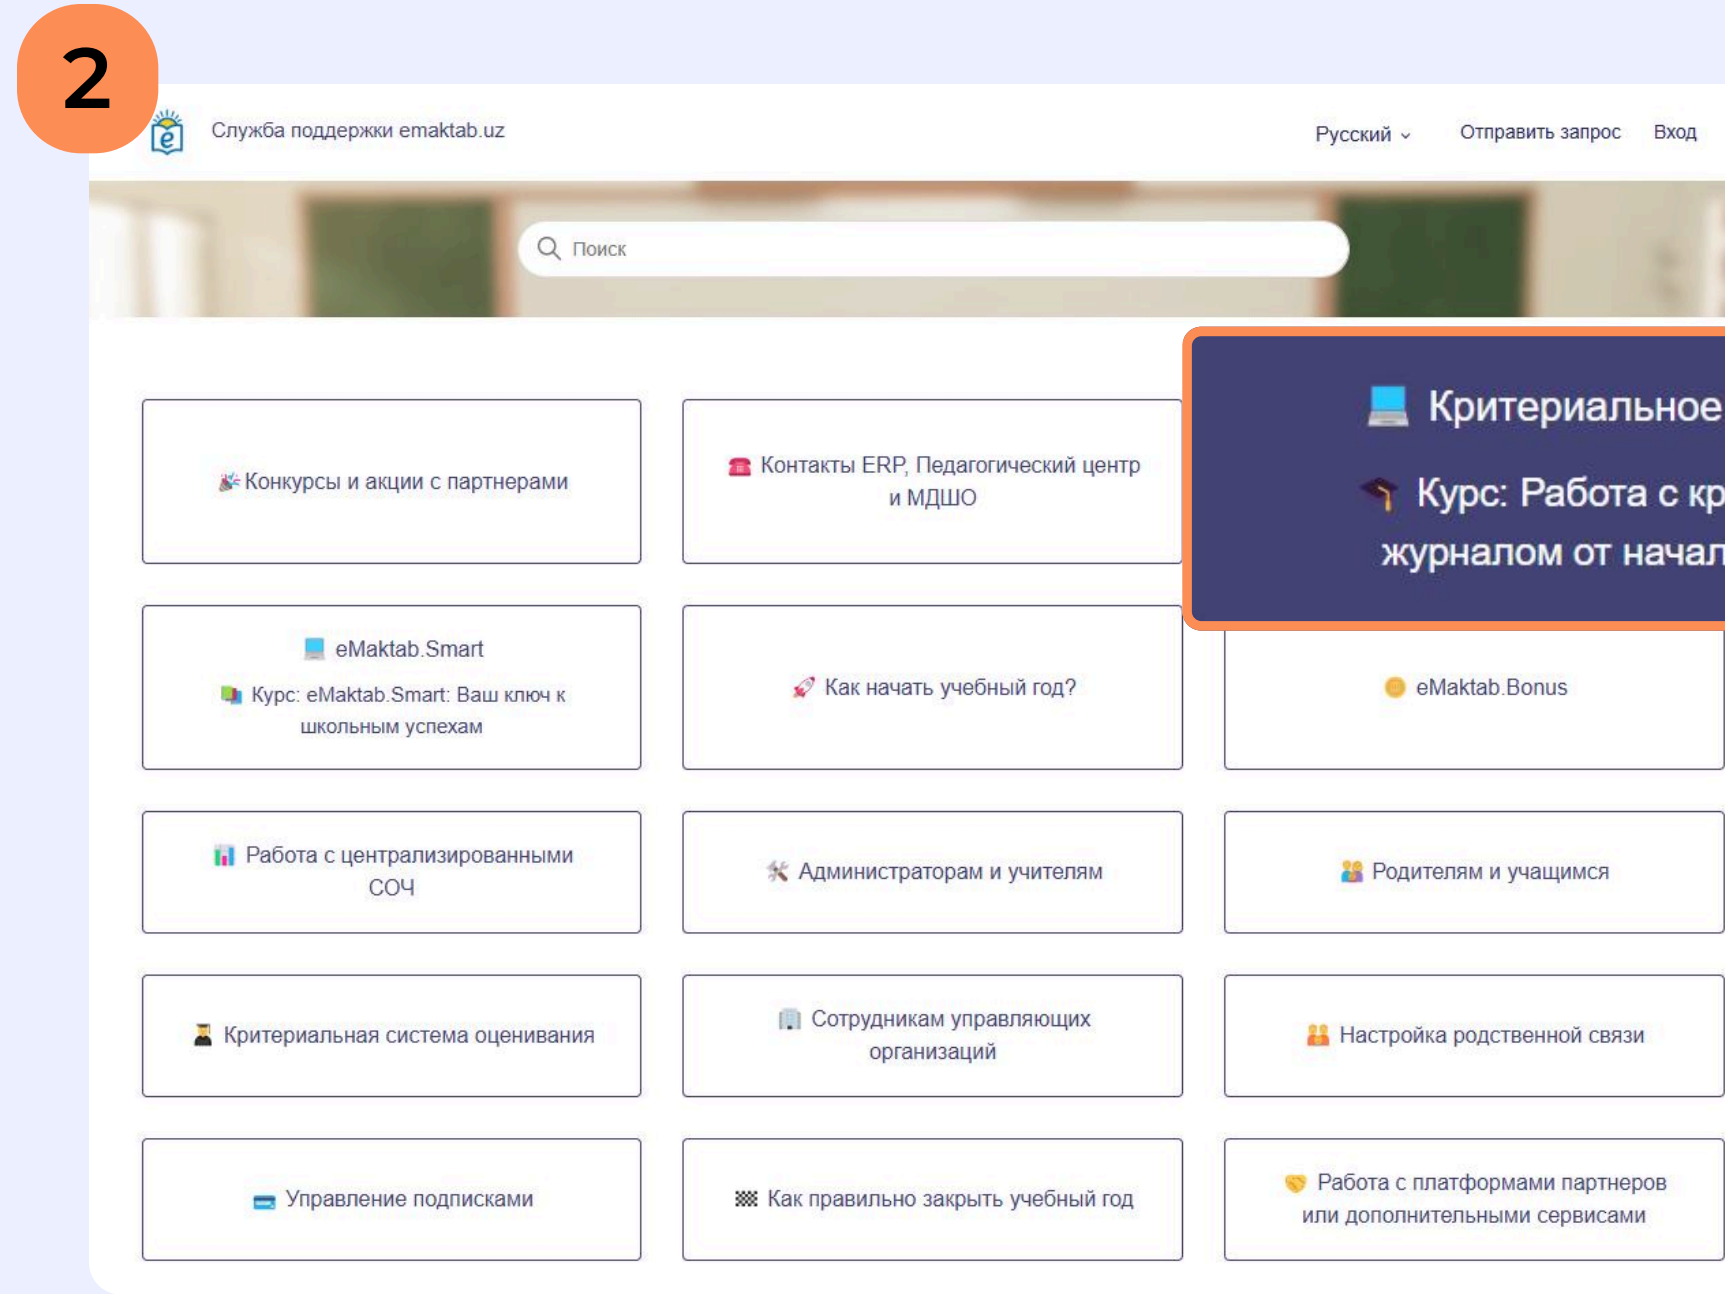 2
Служба поддержки emaktab.uz
Русский
Отправить запрос
Вход
Поиск
Конкурсы и акции с партнерами
Контакты ERP, Педагогический центр
и МДШО
Критериальное
Курс: Работа с кр
журналом от начал
eMaktab.Smart
Курс: eMaktab.Smart: Ваш ключ к
школьным успехам
Как начать учебный год?
eMaktab.Bonus
Работа с централизированными
СОЧ
Администраторам и учителям
Родителям и учащимся
Критериальная система оценивания
Сотрудникам управляющих
организаций
Настройка родственной связи
Управление подписками
Как правильно закрыть учебный год
Работа с платформами партнеров
или дополнительными сервисами